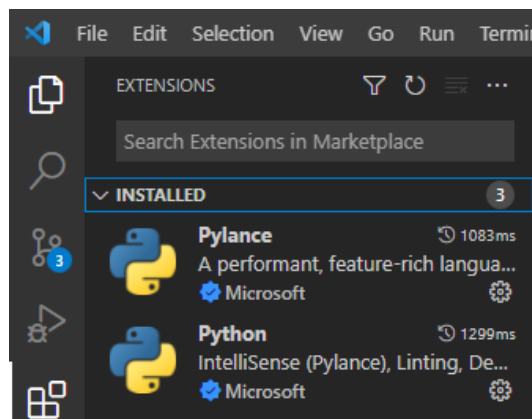 File Edit Selection View Go Run Termi
EXTENSIONS
Search Extensions in Marketplace
INSTALLED 3
Pylance 1083ms
A performant, feature-rich langua...
3
Microsoft
Python 1299ms
IntelliSense (Pylance), Linting, De...
Microsoft